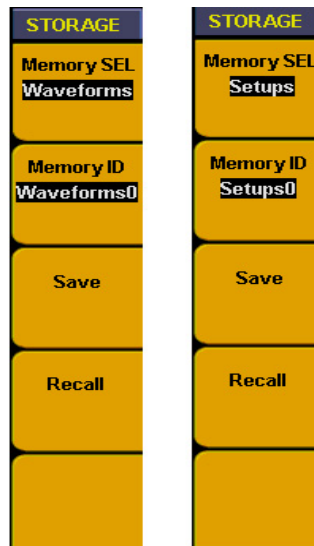 STORAGE
Memory SEL
Waveforms
Memory ID
Waveforms0
Save
Recall
STORAGE
Memory SEL
Setups
Memory ID
Setups0
Save
Recall